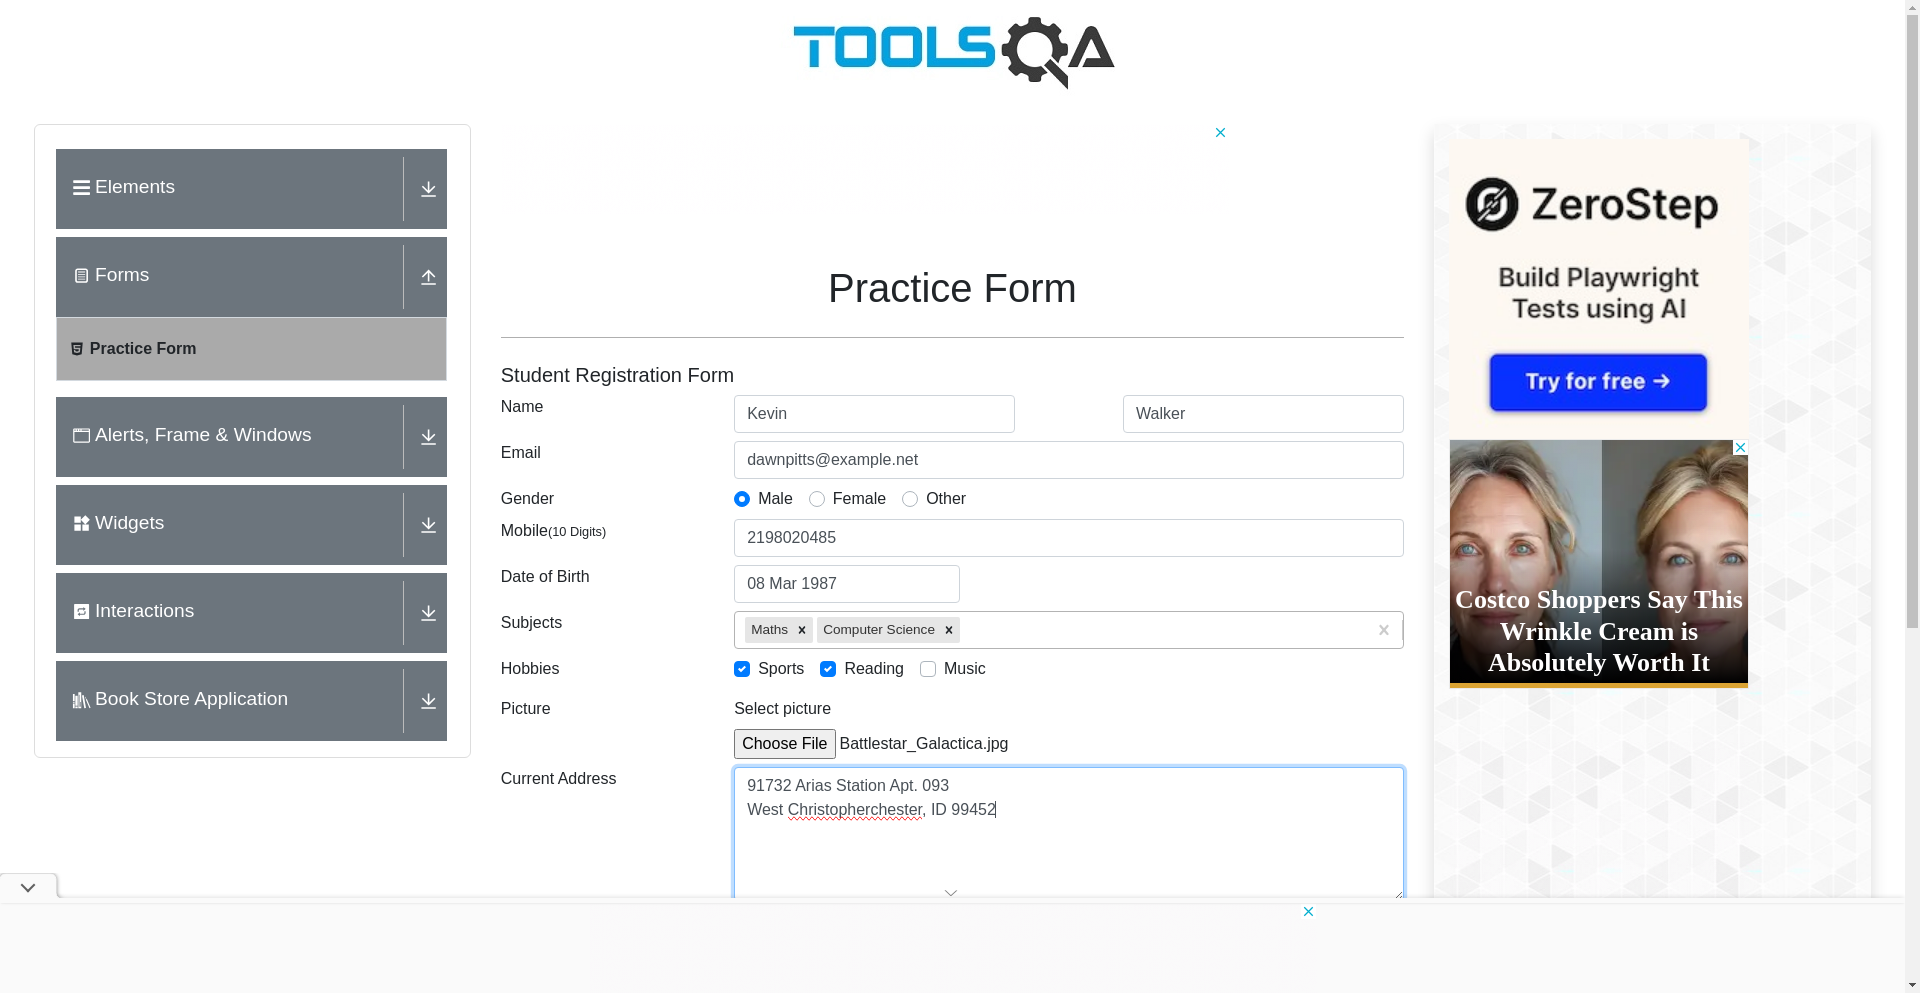 TOOLSQA
Elements
Forms
Practice Form
Alerts, Frame & Windows
Widgets
Interactions
Book Store Application
Practice Form
Student Registration Form
Name
Kevin
Walker
Email
dawnpitts@example.net
Gender
Male
Female
Other
Mobile(10 Digits)
2198020485
Date of Birth
08 Mar 1987
Subjects
Maths
Computer Science
Hobbies
Sports
Reading
Music
Picture
Select picture
Choose File Battlestar_Galactica.jpg
Current Address
91732 Arias Station Apt. 093
West Christopherchester, ID 99452
ZeroStep
Build Playwright
Tests using AI
Try for free →
Costco Shoppers Say This
Wrinkle Cream is
Absolutely Worth It